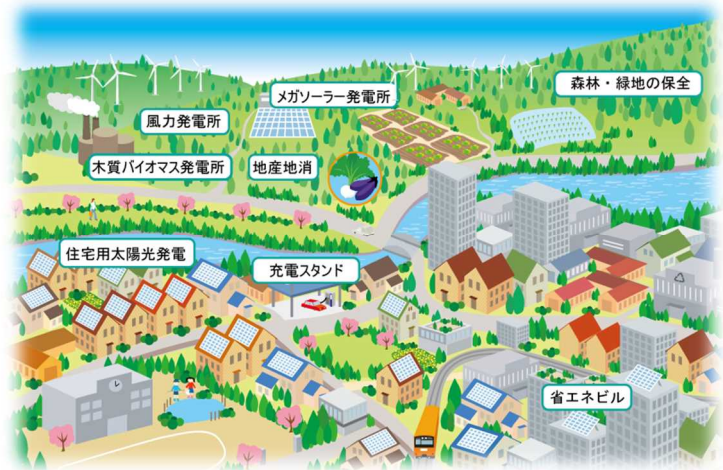 メガソーラー発電所
森林・緑地の保全
風力発電所
木質バイオマス発電所
地産地消
住宅用太陽光発電
充電スタンド
省エネビル